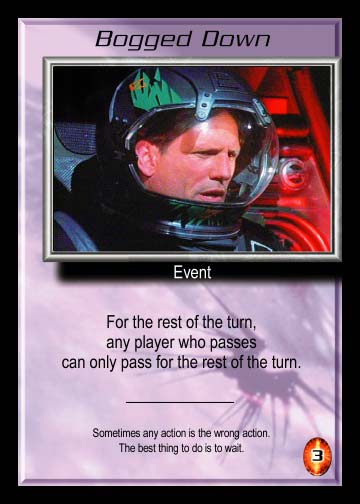 Bogged Down
Event
For the rest of the turn,
any player who passes
can only pass for the rest of the turn.
Sometimes any action is the wrong action.
The best thing to do is to wait.
3